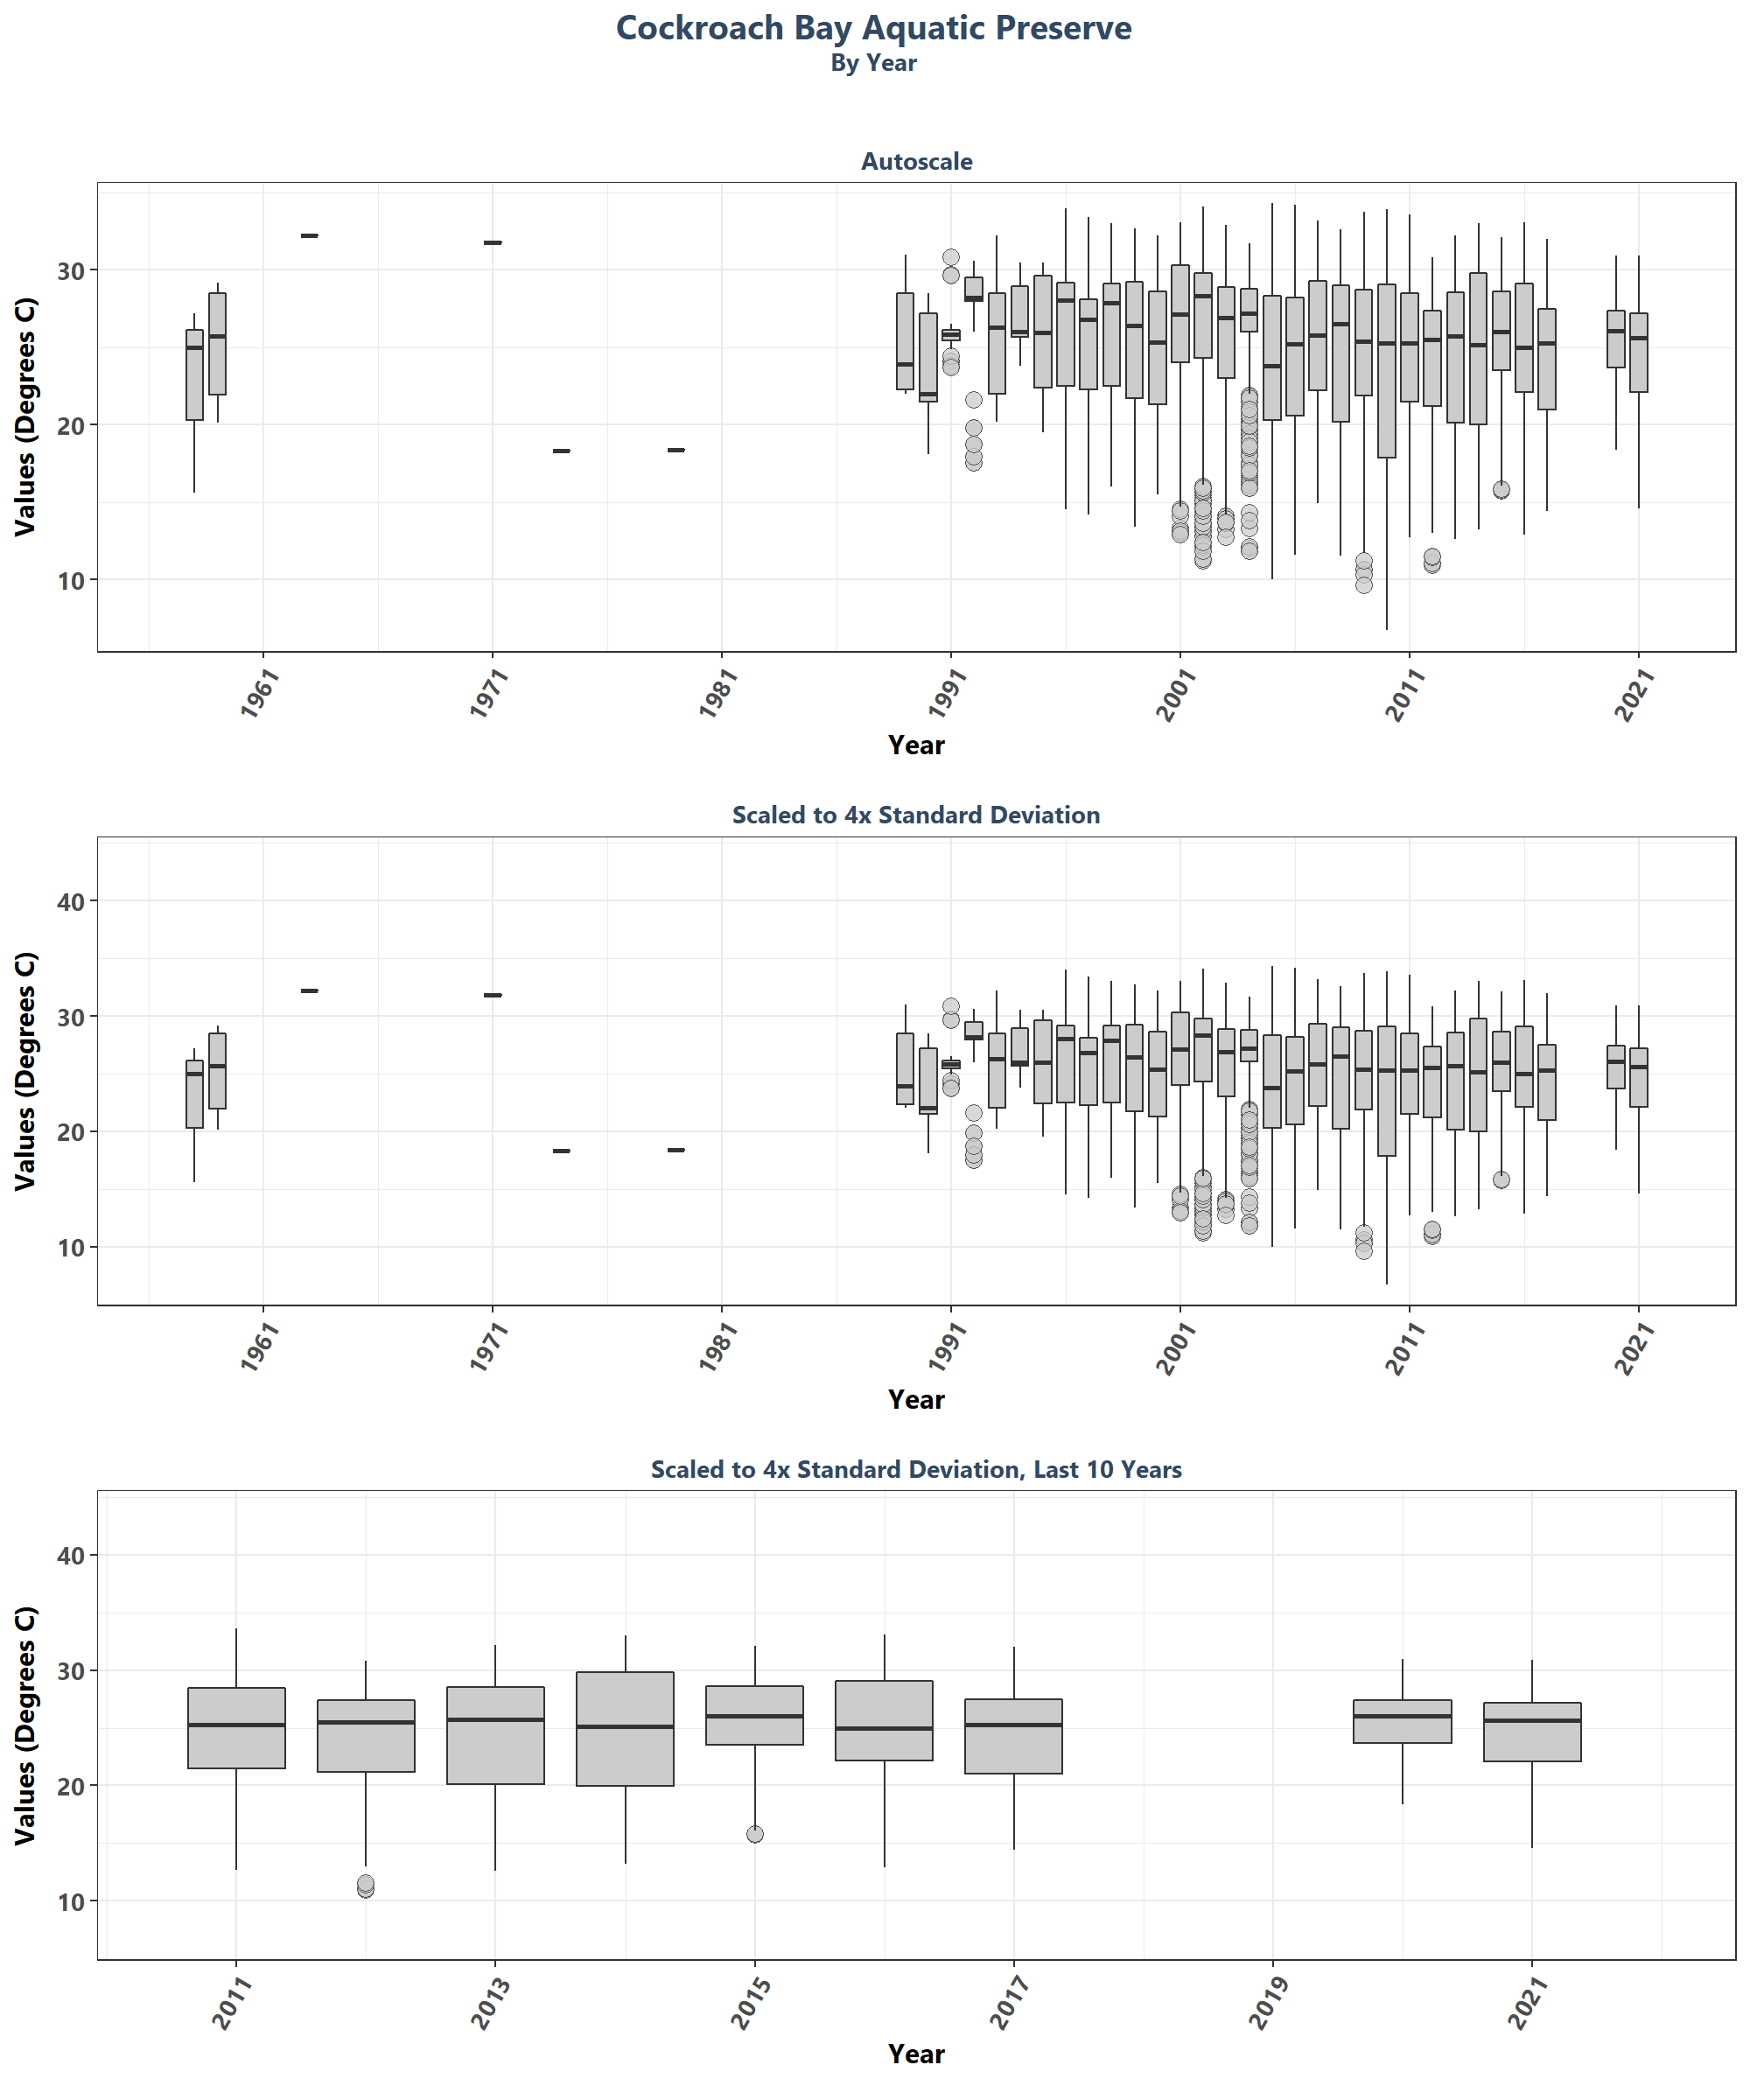 Cockroach Bay Aquatic Preserve
By Year
Autoscale
Values (Degrees C)
30
20
10
1961 1971 1981 1991 2001 2011 2021
Year
Scaled to 4x Standard Deviation
Values (Degrees C)
40
30
20
10
1961 1971 1981 1991 2001 2011 2021
Year
Scaled to 4x Standard Deviation, Last 10 Years
Values (Degrees C)
40
30
20
10
2011 2013 2015 2017 2019 2021
Year